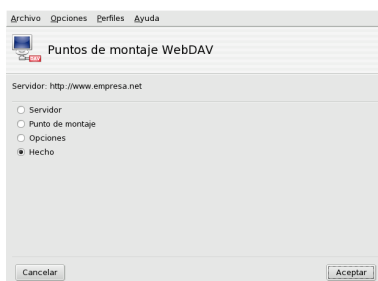 Archivo Opciones Perfiles Ayuda
DAV
Puntos de montaje WebDAV
Servidor: http://www.empresa.net
Servidor
Punto de montaje
Opciones
Hecho
Cancelar Aceptar